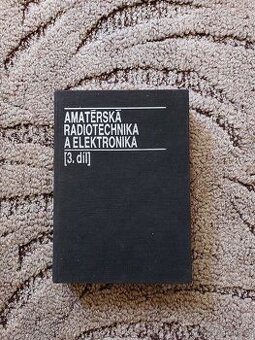 AMATÉRSKÁ
RADIOTECHNIKA
A ELEKTRONIKA
[3. díl]